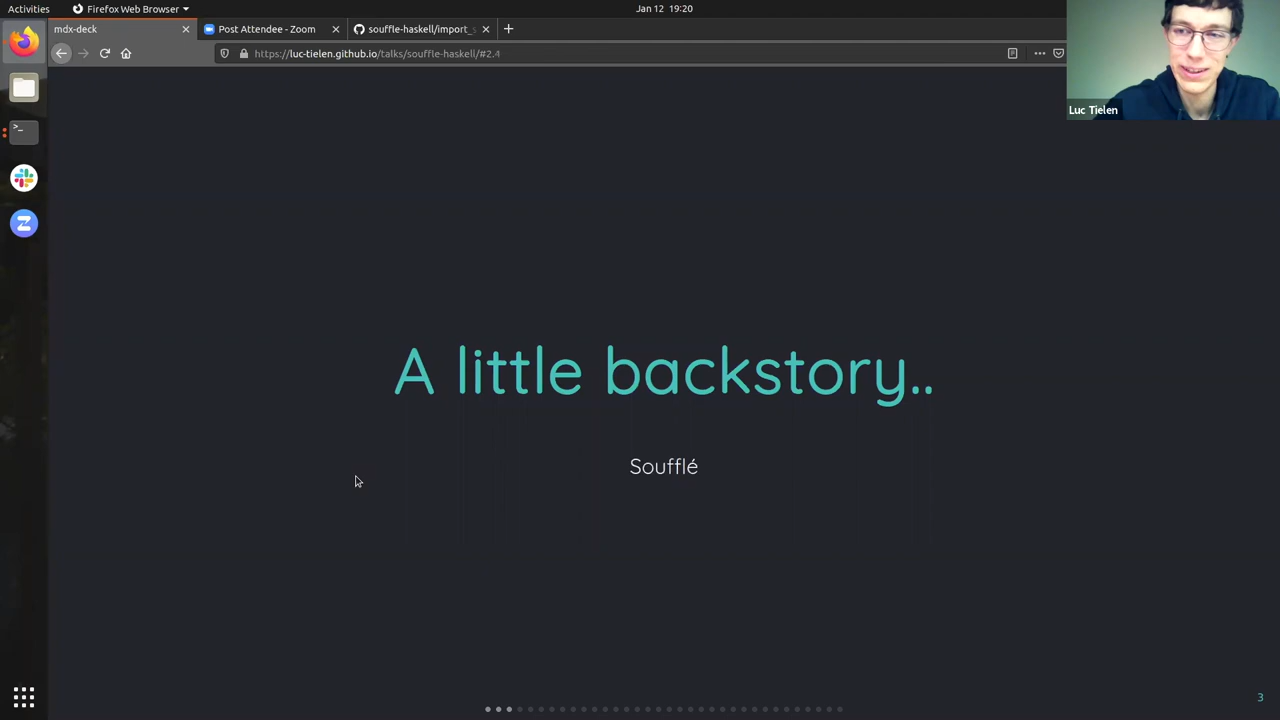 Activities
Firefox Web Browser
Jan 12 19:20
mdx-deck
Post Attendee - Zoom
souffle-haskell/import_
https://luc-tielen.github.io/talks/souffle-haskell/#2.4
Luc Tielen
A little backstory..
Soufflé
3